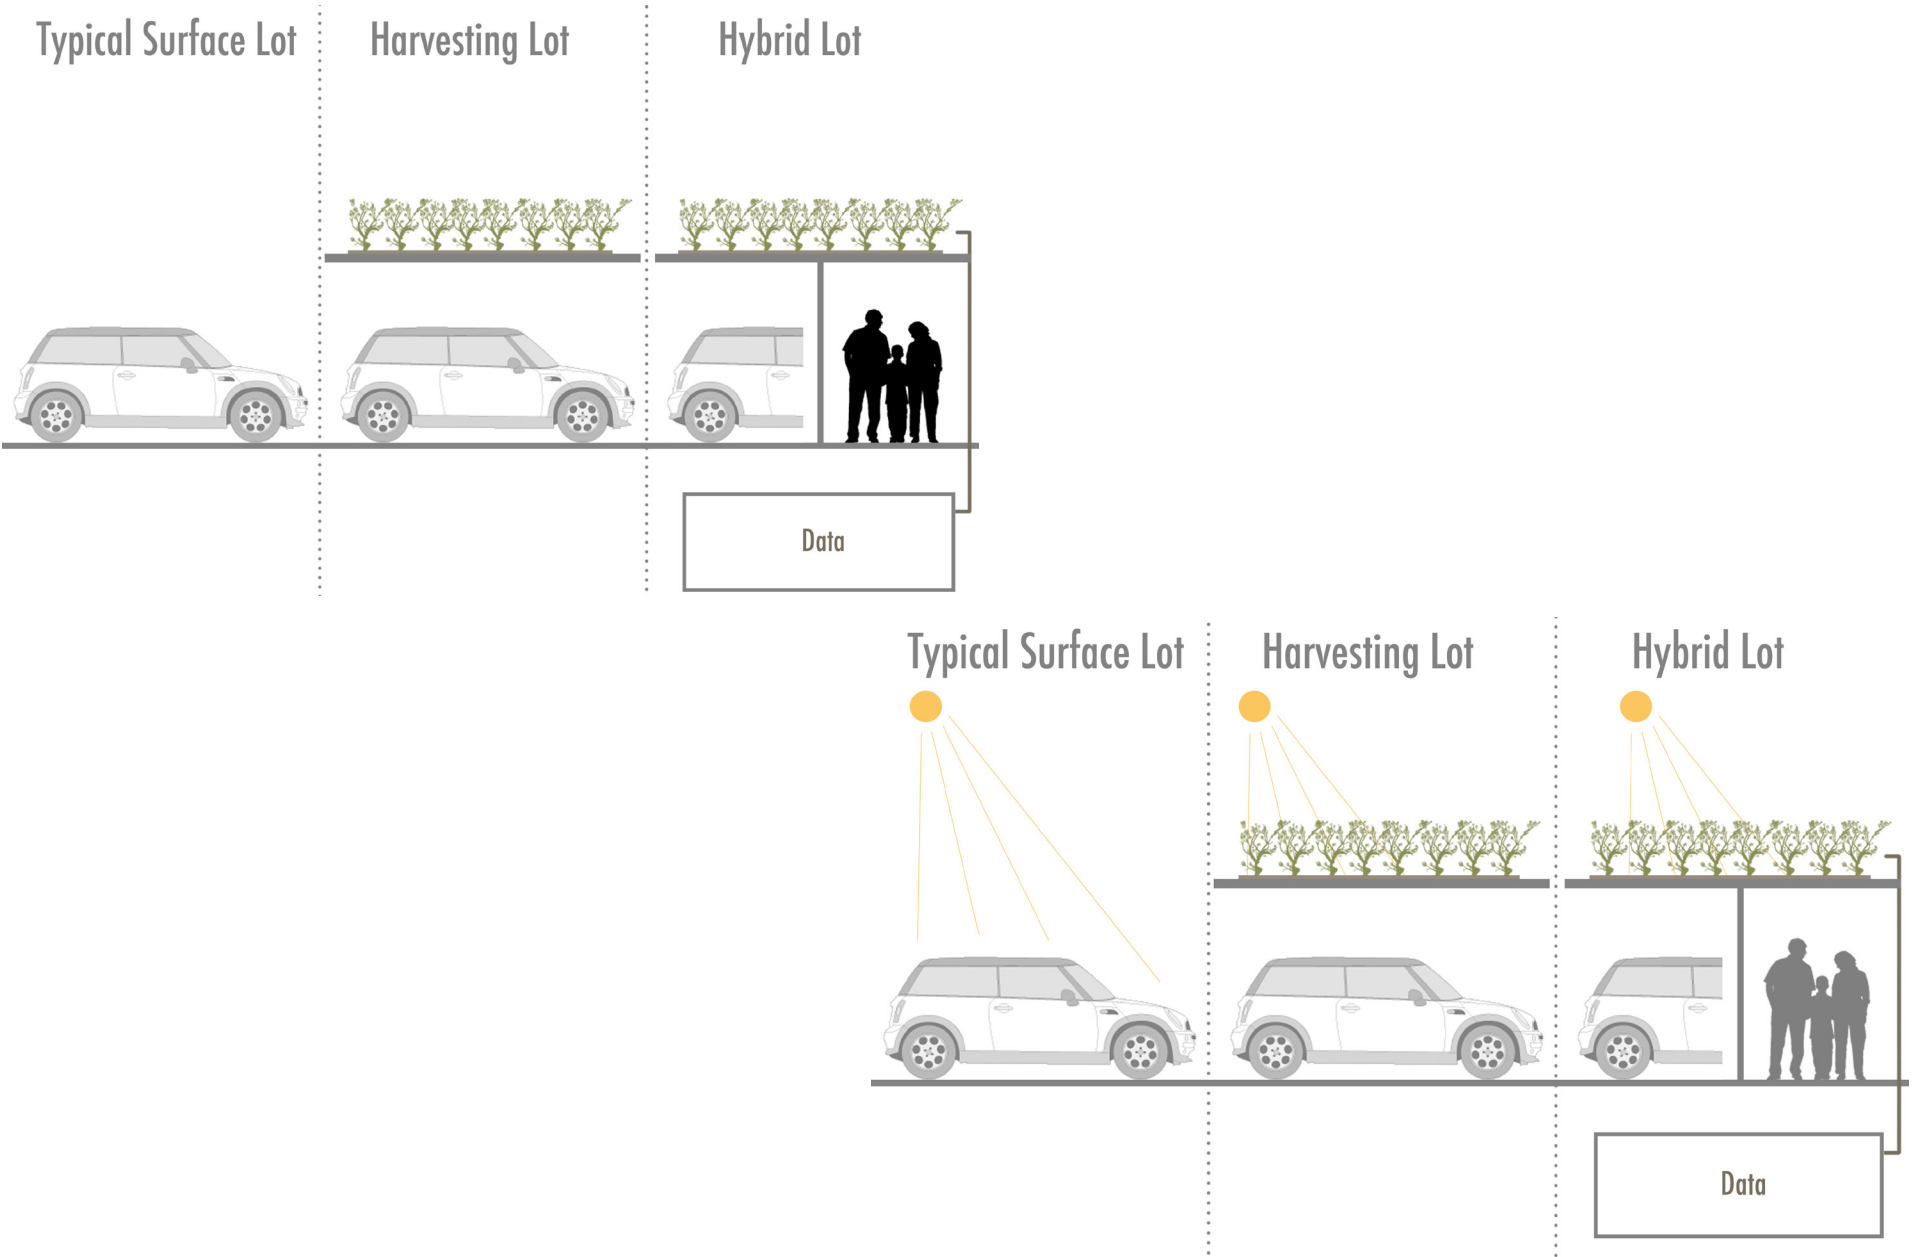 Typical Surface Lot
Harvesting Lot
Hybrid Lot
Data
Typical Surface Lot
Harvesting Lot
Hybrid Lot
Data